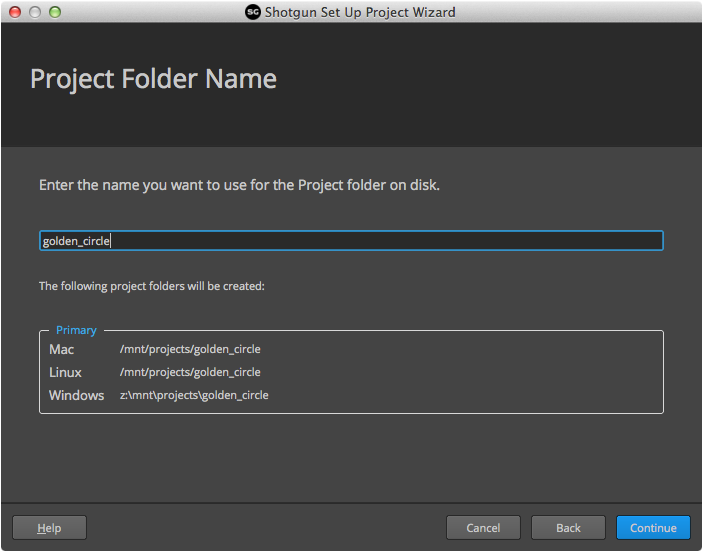 SG Shotgun Set Up Project Wizard
Project Folder Name
Enter the name you want to use for the Project folder on disk.
golden_circle
The following project folders will be created:
Primary
Mac /mnt/projects/golden_circle
Linux /mnt/projects/golden_circle
Windows z:\mnt\projects\golden_circle
Help Cancel Back Continue